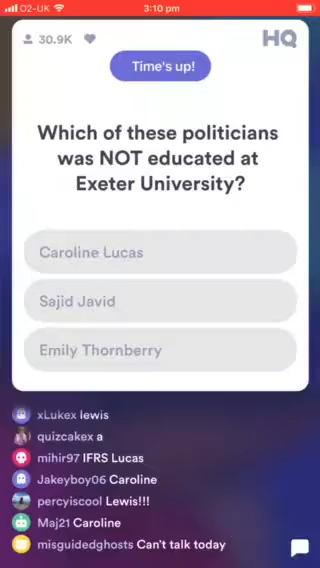 O2-UK 3:10 pm
30.9K HQ
Time's up!
Which of these politicians
was NOT educated at
Exeter University?
Caroline Lucas
Sajid Javid
Emily Thornberry
xLukex lewis
quizcakex a
mihir97 IFRS Lucas
Jakeyboy06 Caroline
percyiscool Lewis!!!
Maj21 Caroline
misguidedghosts Can't talk today